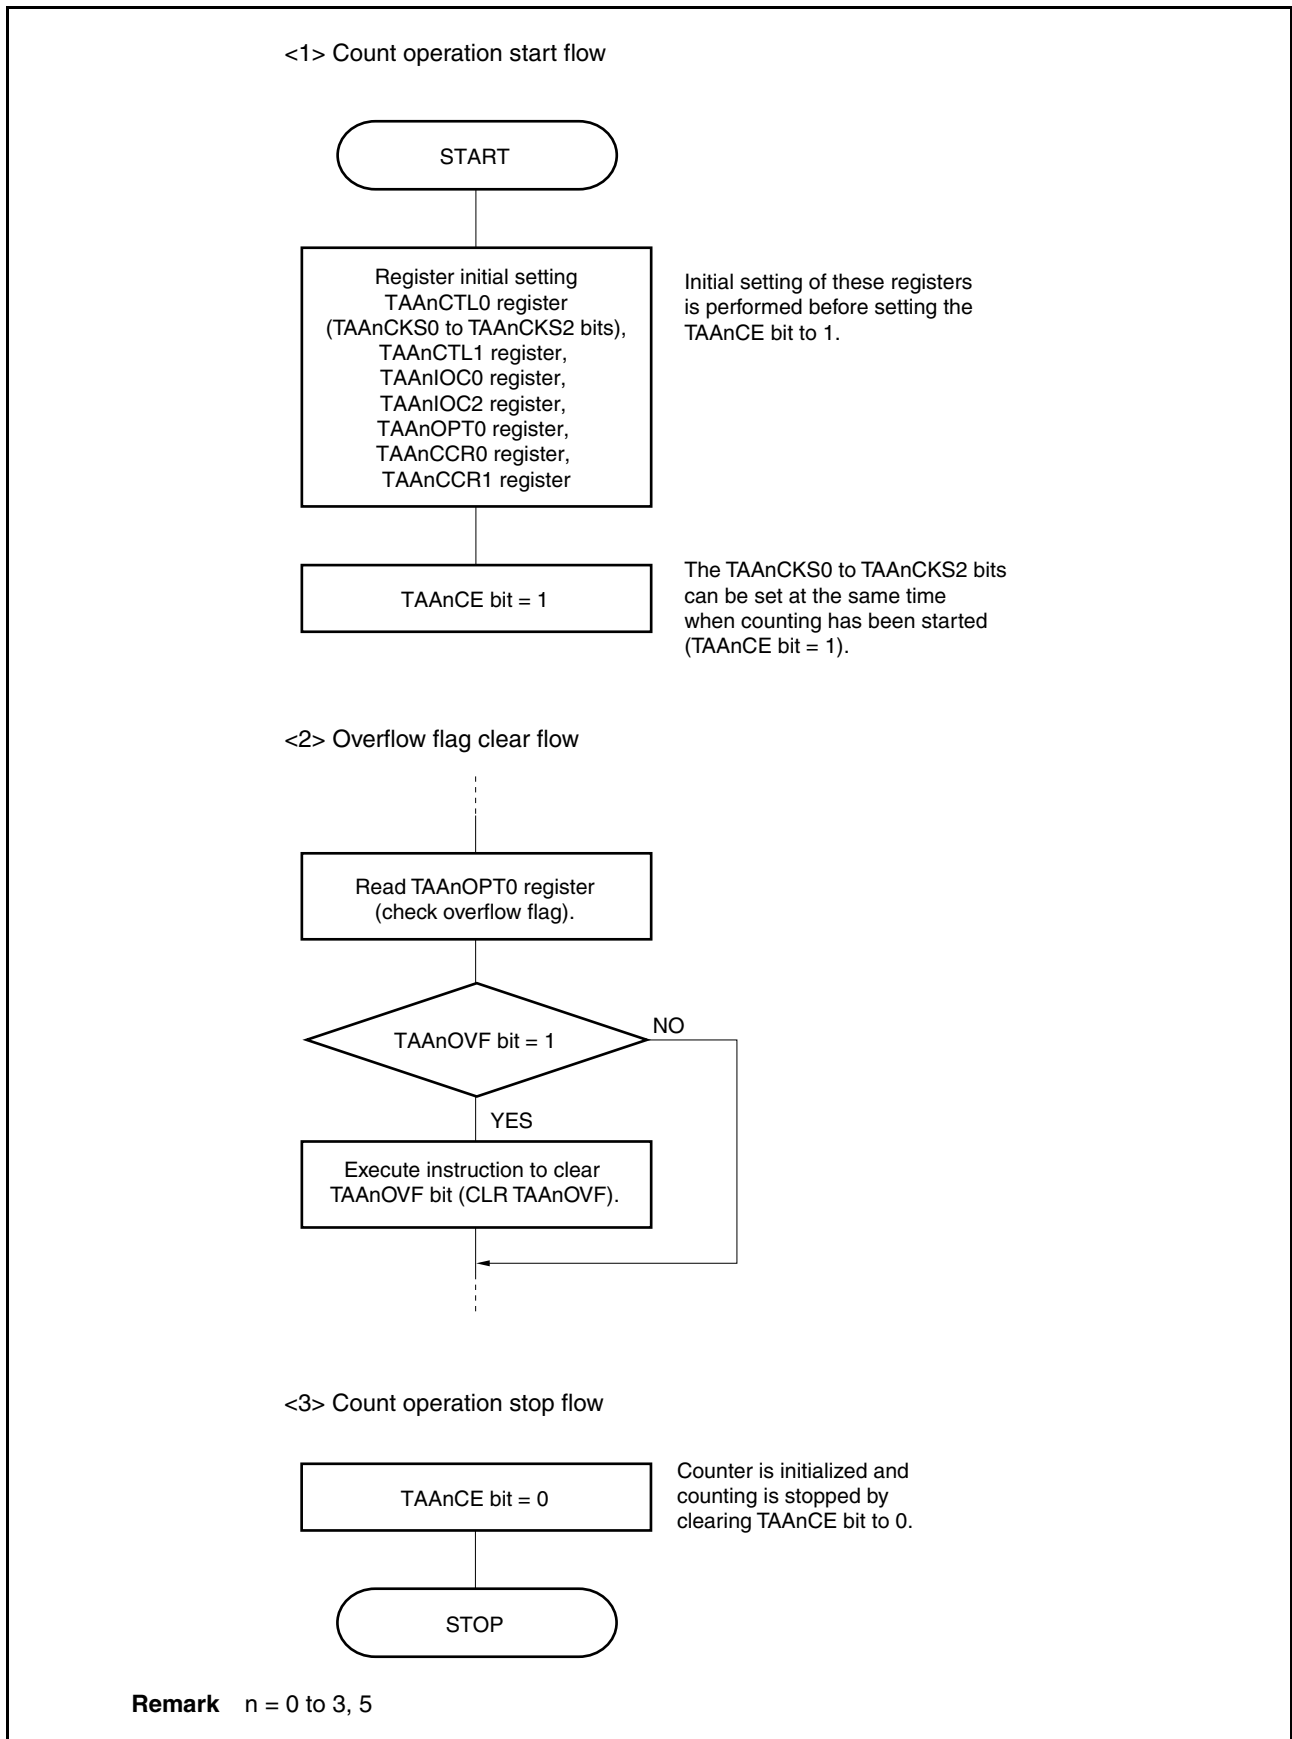 <1> Count operation start flow
START
Register initial setting
TAAnCTL0 register
(TAAnCKS0 to TAAnCKS2 bits),
TAAnCTL1 register,
TAAnIOC0 register,
TAAnIOC2 register,
TAAnOPT0 register,
TAAnCCR0 register,
TAAnCCR1 register
Initial setting of these registers
is performed before setting the
TAAnCE bit to 1.
TAAnCE bit = 1
The TAAnCKS0 to TAAnCKS2 bits
can be set at the same time
when counting has been started
(TAAnCE bit = 1).
<2> Overflow flag clear flow
Read TAAnOPT0 register
(check overflow flag).
TAAnOVF bit = 1
NO
YES
Execute instruction to clear
TAAnOVF bit (CLR TAAnOVF).
<3> Count operation stop flow
TAAnCE bit = 0
Counter is initialized and
counting is stopped by
clearing TAAnCE bit to 0.
STOP
Remark n = 0 to 3, 5